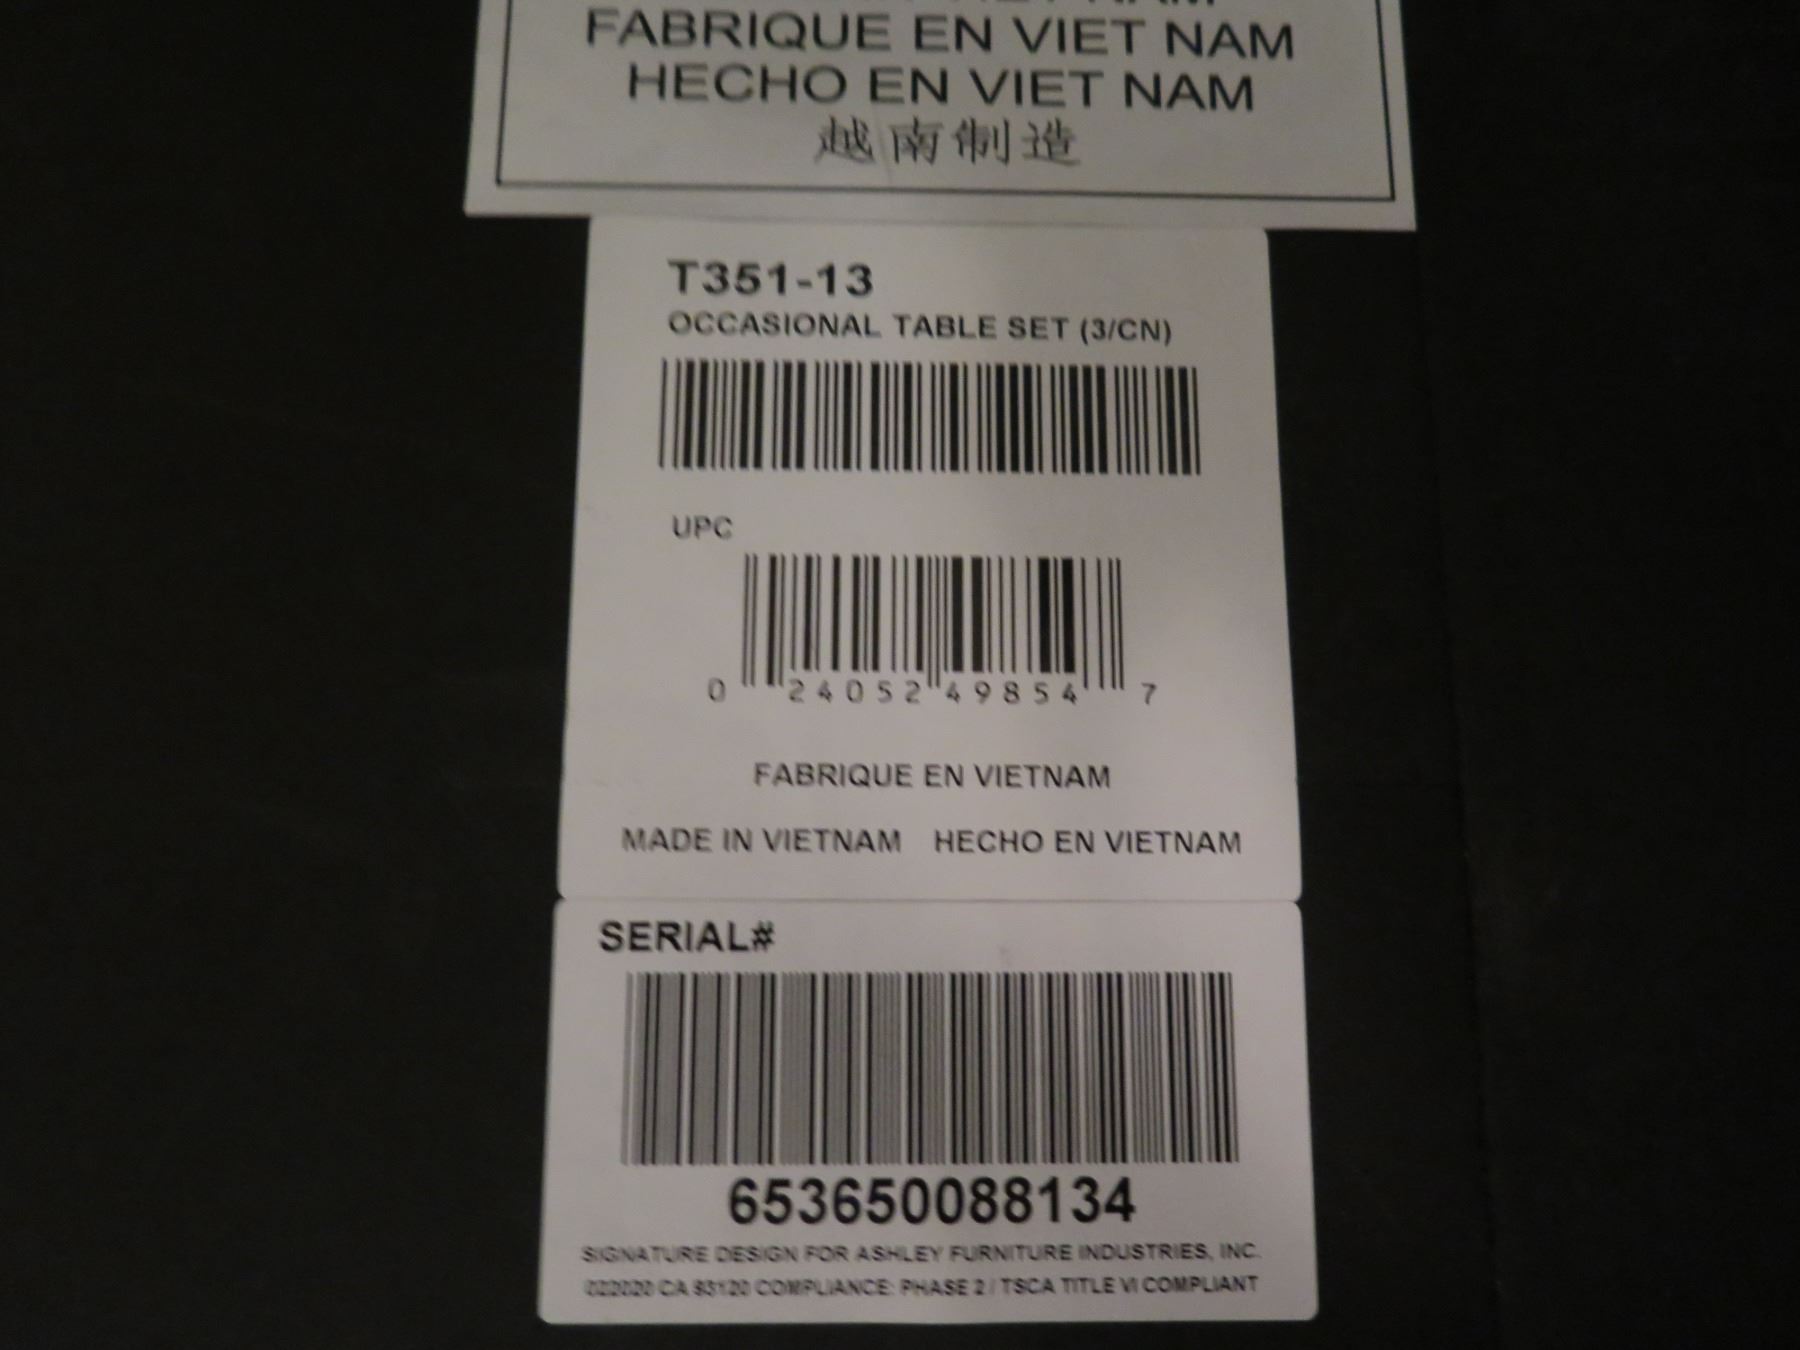 FABRIQUE EN VIET NAM
HECHO EN VIET NAM
越南制造
T351-13
OCCASIONAL TABLE SET (3/CN)
UPC
0 24052 49854 7
FABRIQUE EN VIETNAM
MADE IN VIETNAM HECHO EN VIETNAM
SERIAL#
653650088134
SIGNATURE DESIGN FOR ASHLEY FURNITURE INDUSTRIES, INC.
022020 CA 93120 COMPLIANCE: PHASE 2 / TSCA TITLE VI COMPLIANT